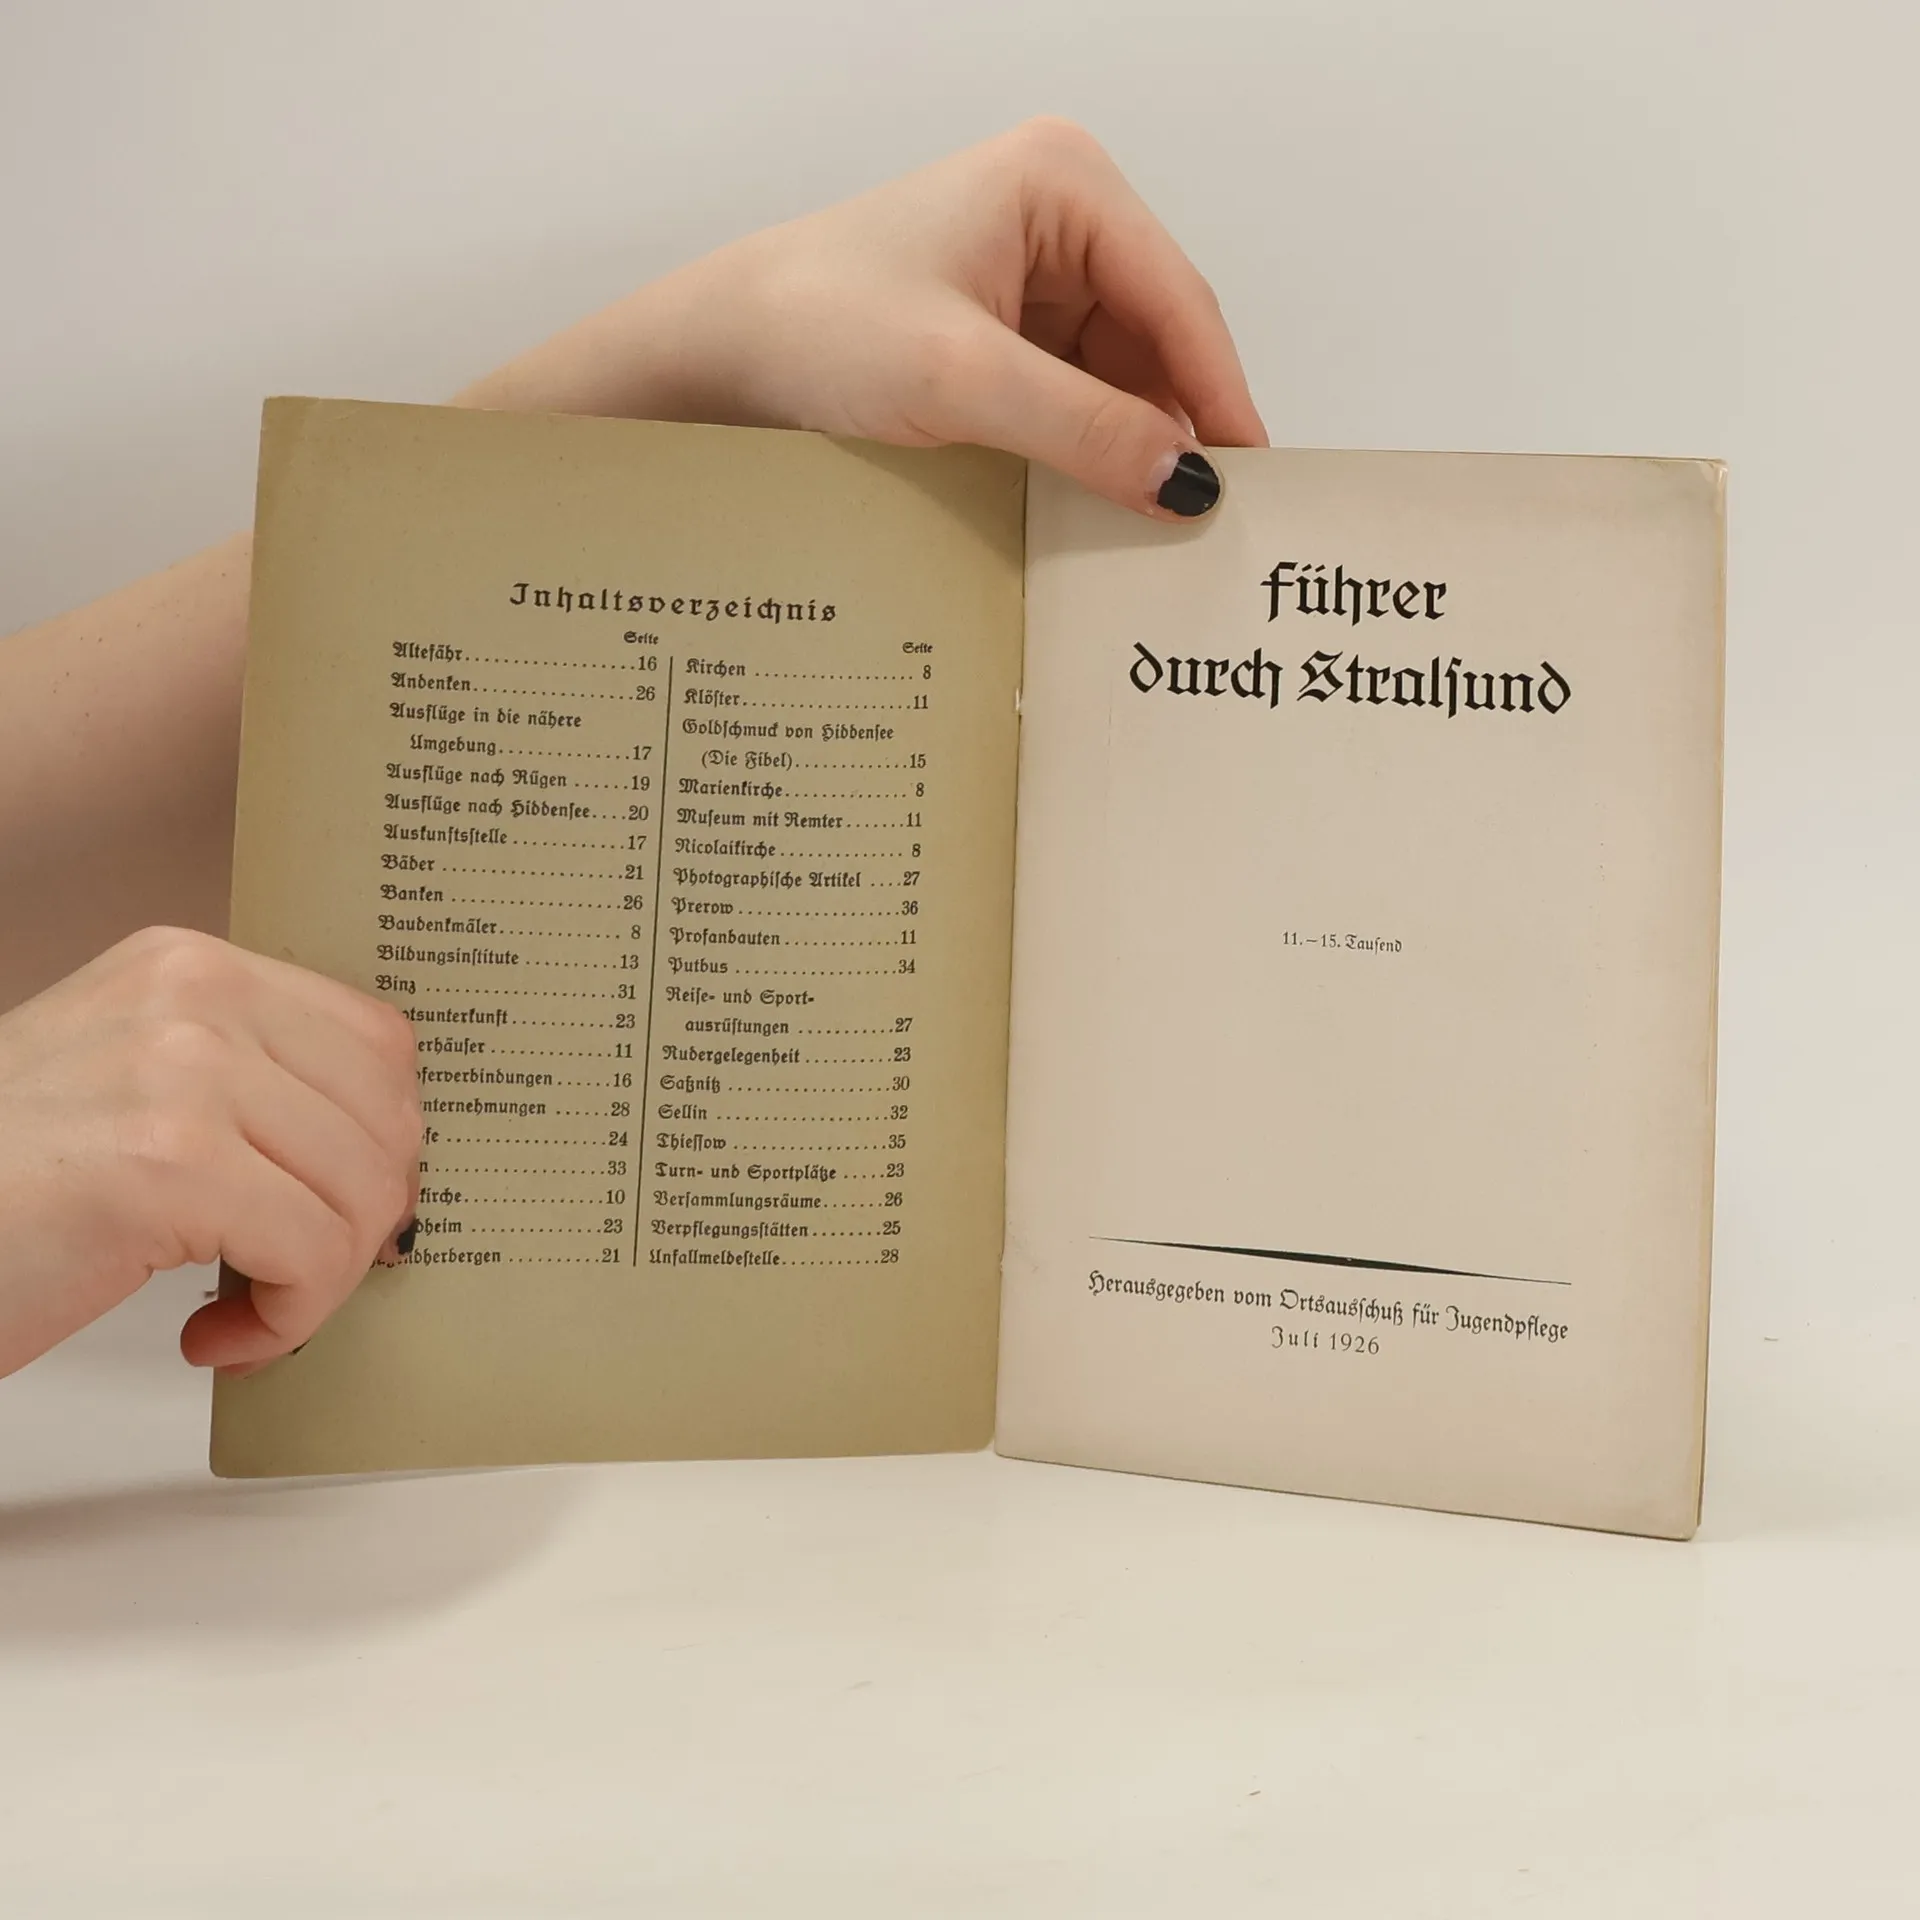 Inhaltsverzeichnis
Seite
Altefähr...................16
Andenken.................26
Ausflüge in die nähere
Umgebung..............17
Ausflüge nach Rügen ......19
Ausflüge nach Hiddensee....20
Auskunftsstelle ............17
Bäder ....................21
Banken ...................26
Baudenkmäler.............. 8
Bildungsinstitute ..........13
Binz .....................31
otsunterkunft...........23
erhäuser ..............11
pferverbindungen ......16
nternehmungen ......28
fe ..................24
n ...................33
kirche...............10
dheim ..............23
dherbergen ..........21
Seite
Kirchen .................. 8
Klöster....................11
Goldschmuck von Hiddensee
(Die Fibel).............15
Marienkirche.............. 8
Museum mit Remter.......11
Nicolaikirche .............. 8
Photographische Artikel ....27
Prerow ...................36
Profanbauten .............11
Putbus ...................34
Reise- und Sport-
ausrüstungen ...........27
Rudergelegenheit ..........23
Saßnitz ...................30
Sellin ....................32
Thiessow .................35
Turn- und Sportplätze .....23
Versammlungsräume.......26
Verpflegungsstätten ........25
Unfallmeldestelle...........28
Führer
durch Stralsund
11.–15. Tausend
Herausgegeben vom Ortsausschuß für Jugendpflege
Juli 1926